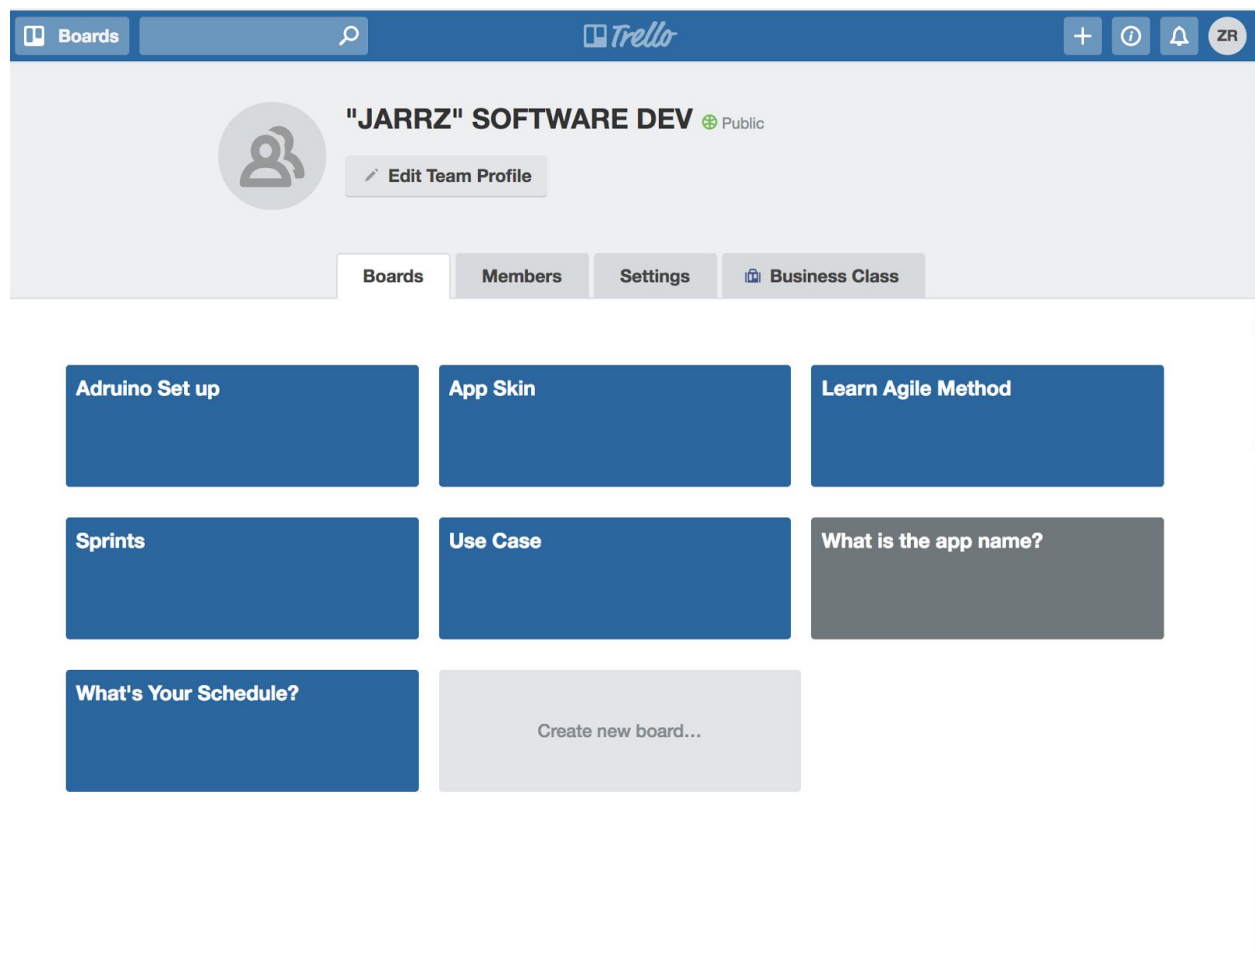 Boards
Trello
ZR
"JARRZ" SOFTWARE DEV Public
Edit Team Profile
Boards Members Settings Business Class
Adruino Set up
App Skin
Learn Agile Method
Sprints
Use Case
What is the app name?
What's Your Schedule?
Create new board...